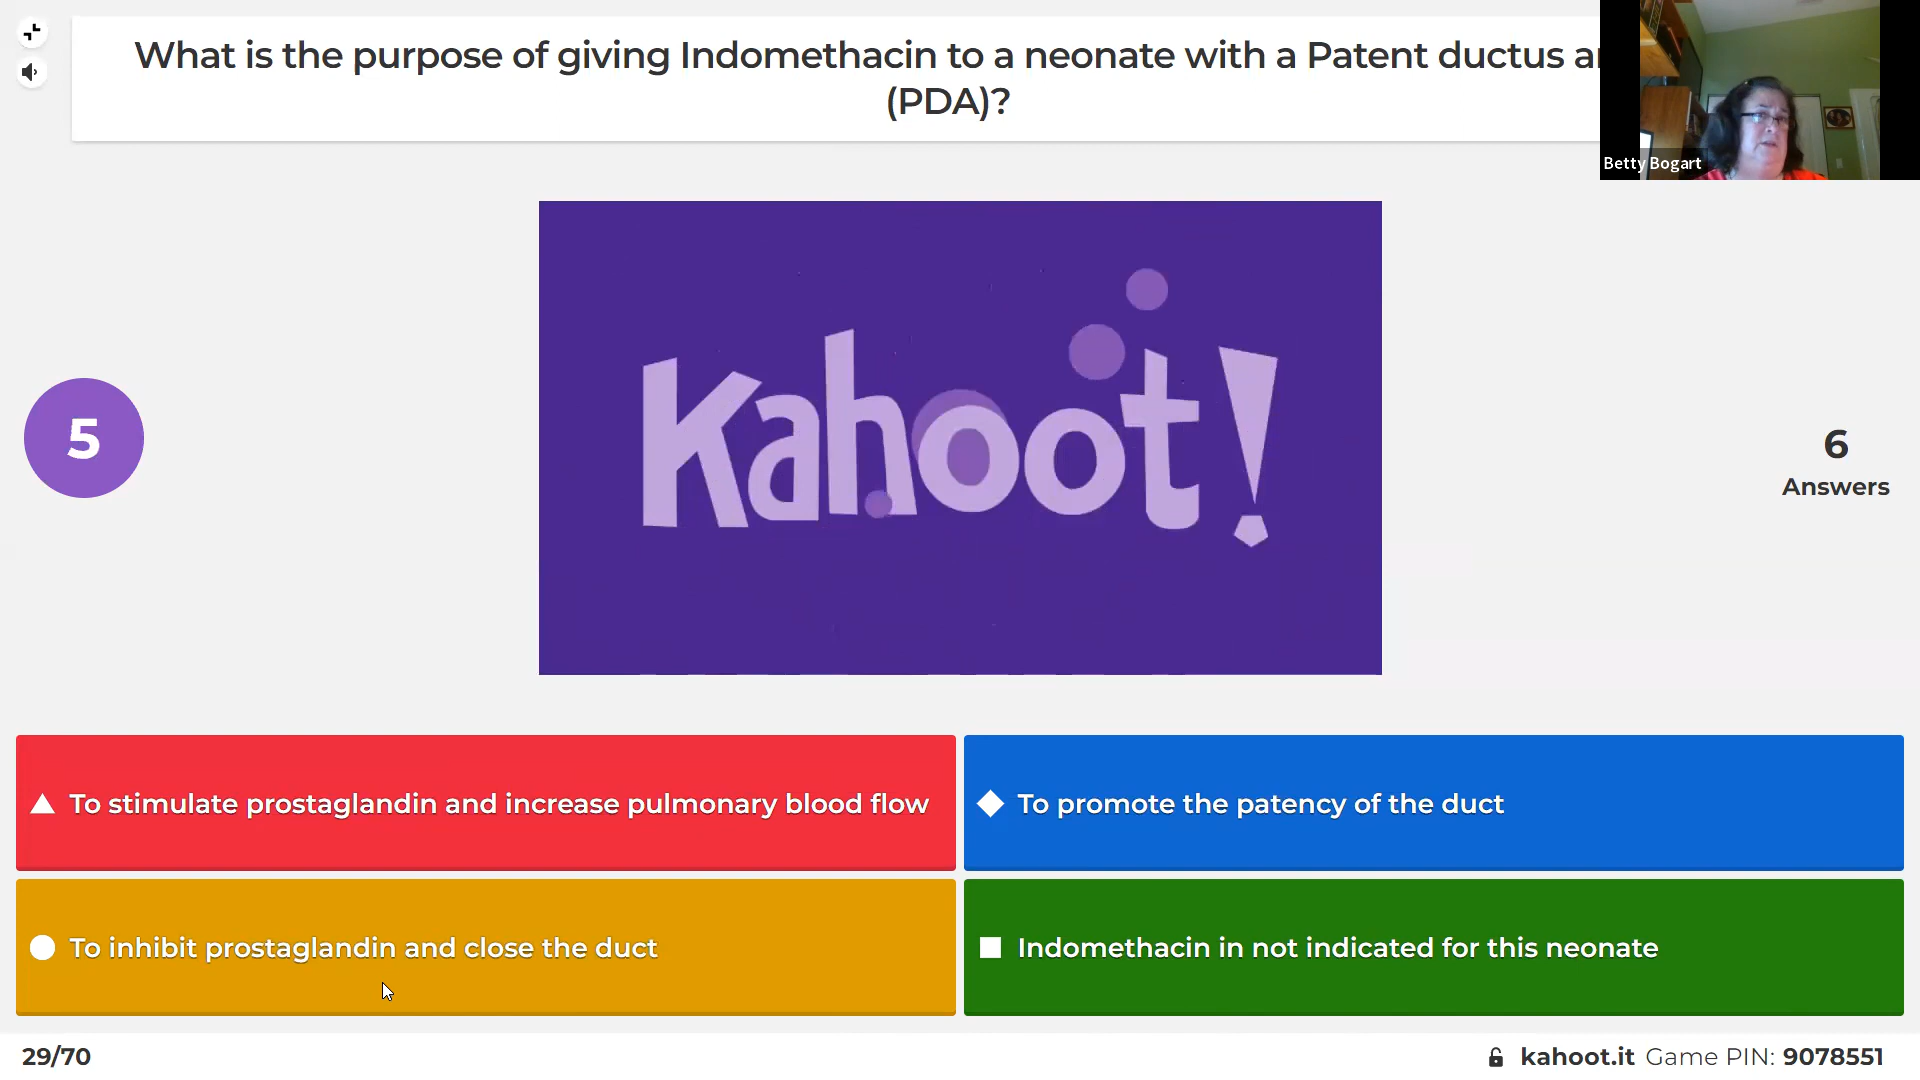 What is the purpose of giving Indomethacin to a neonate with a Patent ductus
(PDA)?
Betty Bogart
Kahoot!
5
6
Answers
To stimulate prostaglandin and increase pulmonary blood flow
To promote the patency of the duct
To inhibit prostaglandin and close the duct
Indomethacin in not indicated for this neonate
29/70
kahoot.it Game PIN: 9078551